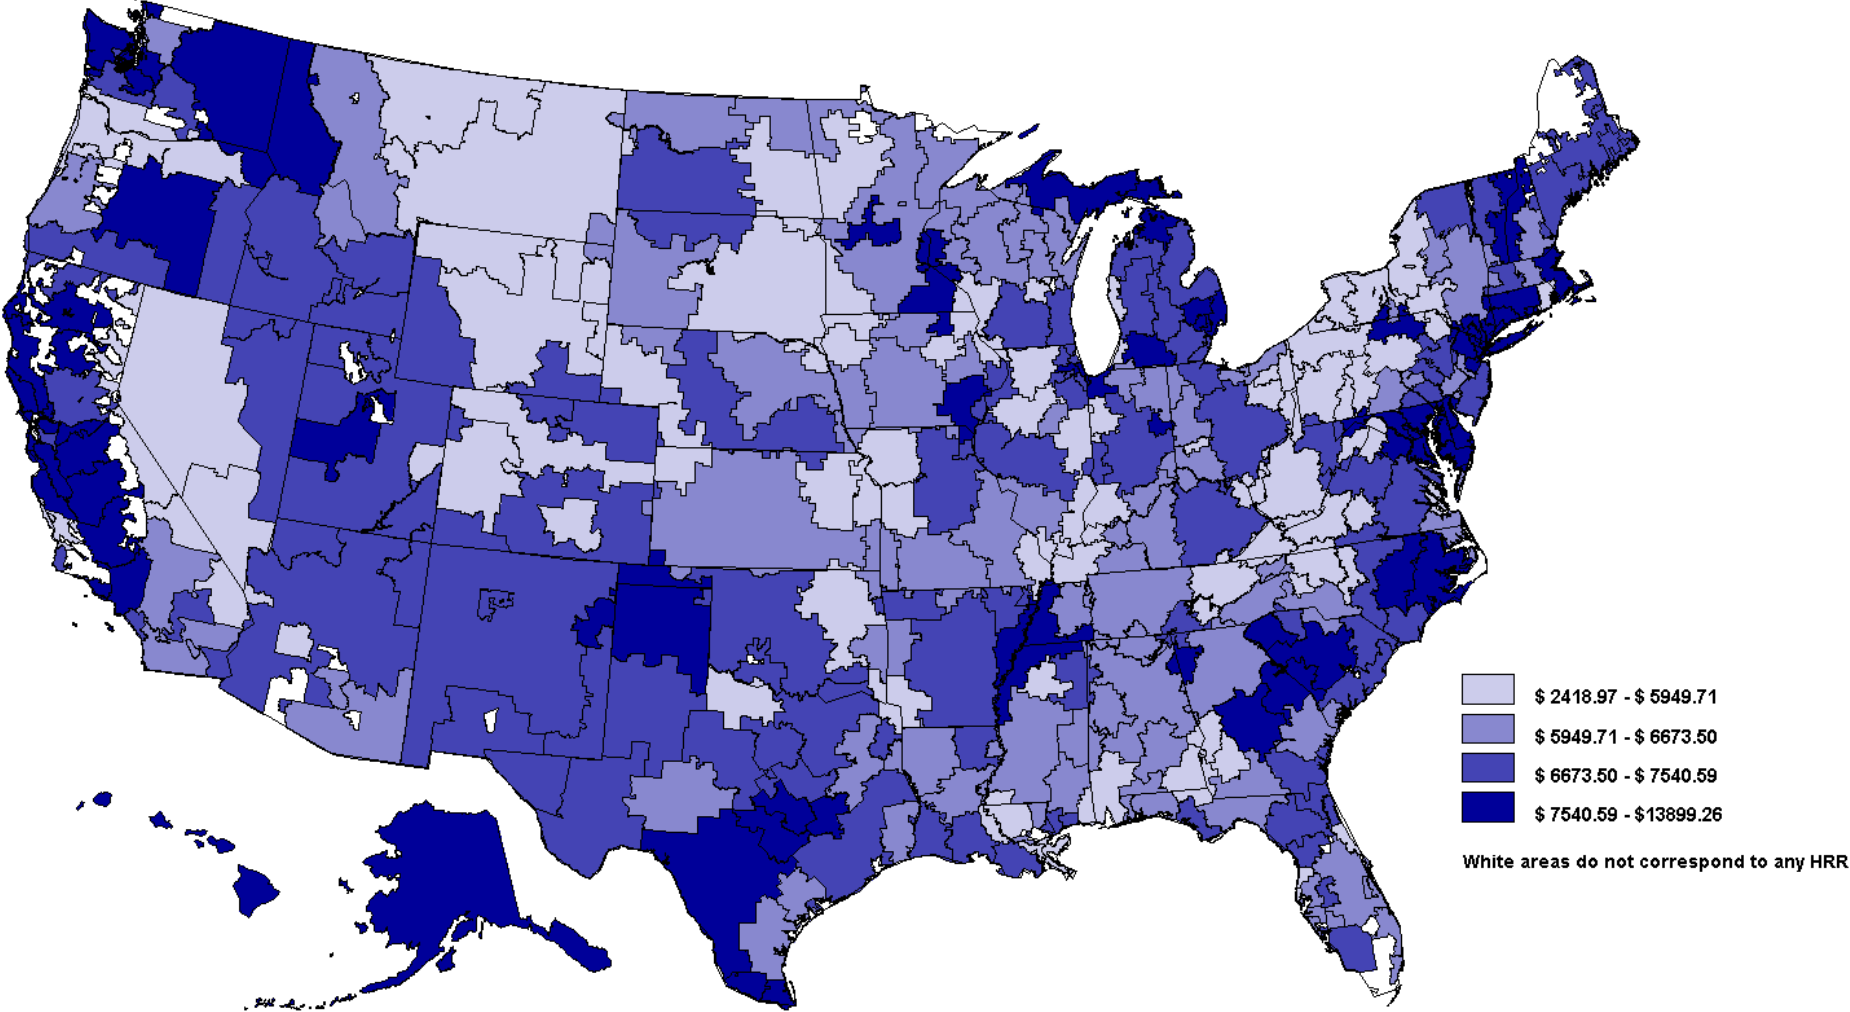 $ 2418.97 - $ 5949.71
$ 5949.71 - $ 6673.50
$ 6673.50 - $ 7540.59
$ 7540.59 - $13899.26
White areas do not correspond to any HRR